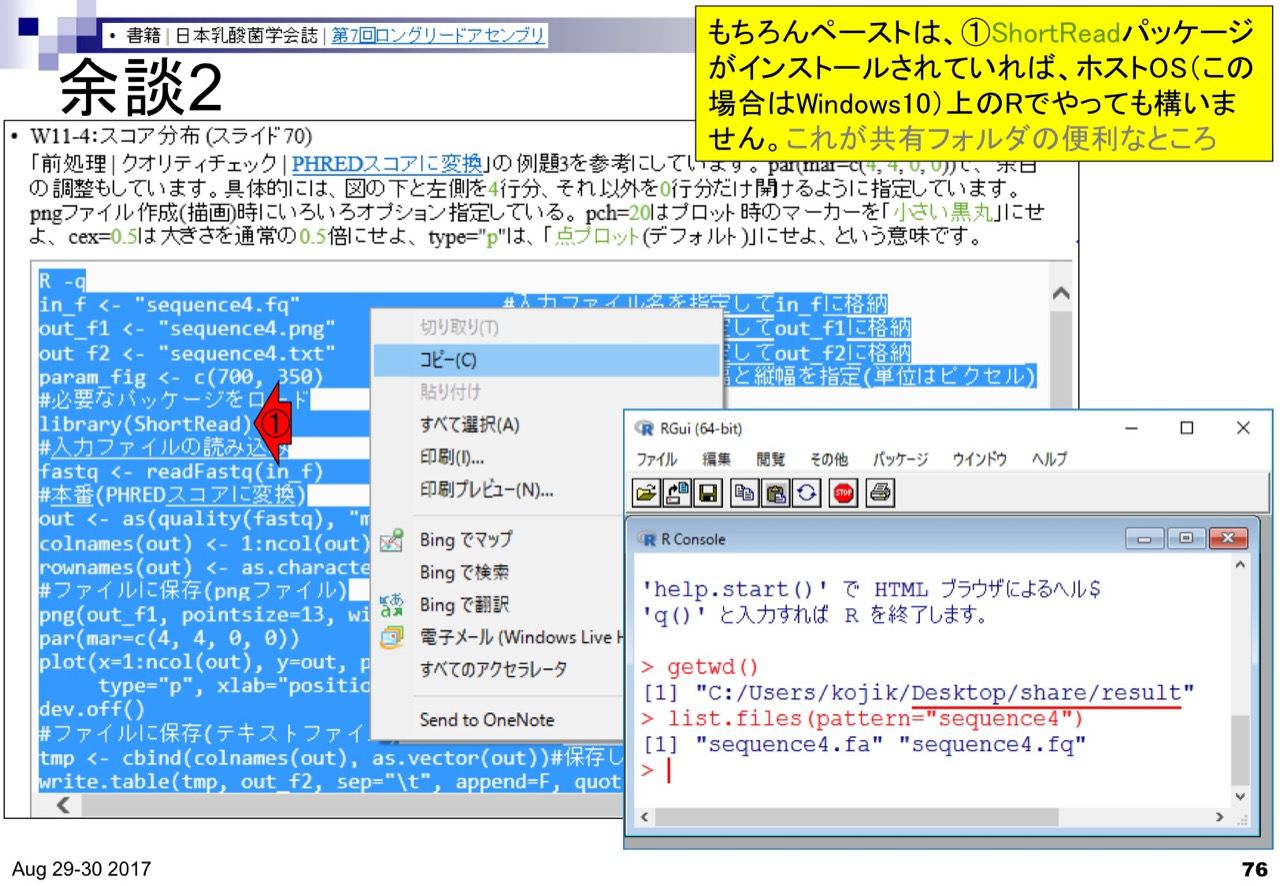 • 書籍 | 日本乳酸菌学会誌 | 第7回ロングリードアセンブリ
余談2
もちろんペーストは、①ShortReadパッケージ
がインストールされていれば、ホストOS（この
場合はWindows10）上のRでやっても構いま
せん。これが共有フォルダの便利なところ
• W11-4：スコア分布 (スライド70)
「前処理 | クオリティチェック | PHREDスコアに変換」の例題3を参考にしています。par(mar=c(4, 4, 0, 0))で、余白
の調整もしています。具体的には、図の下と左側を4行分、それ以外を0行分だけ開けるように指定しています。
pngファイル作成(描画)時にいろいろオプション指定している。pch=20はプロット時のマーカーを「小さい黒丸」にせ
よ、cex=0.5は大きさを通常の0.5倍にせよ、type="p"は、「点プロット(デフォルト)」にせよ、という意味です。
R -q
in_f <- "sequence4.fq" #入力ファイル名を指定してin_fに格納
out_f1 <- "sequence4.png" 定してout_f1に格納
out_f2 <- "sequence4.txt" 定してout_f2に格納
param_fig <- c(700, 350) 幅と縦幅を指定(単位はピクセル)
#必要なパッケージをロード
library(ShortRead) ①
#入力ファイルの読み込み
fastq <- readFastq(in_f)
#本番(PHREDスコアに変換)
out <- as(quality(fastq), "m
colnames(out) <- 1:ncol(out)
rownames(out) <- as.characte
#ファイルに保存(pngファイル)
png(out_f1, pointsize=13, wi
par(mar=c(4, 4, 0, 0))
plot(x=1:ncol(out), y=out, p
type="p", xlab="positio
dev.off()
#ファイルに保存(テキストファイ
tmp <- cbind(colnames(out), as.vector(out))#保存し
write.table(tmp, out_f2, sep="\t", append=F, quot
切り取り(T)
コピー(C)
貼り付け
すべて選択(A)
印刷(I)...
印刷プレビュー(N)...
Bing でマップ
Bing で検索
Bing で翻訳
電子メール (Windows Live H
すべてのアクセラレータ
Send to OneNote
RGui (64-bit)
ファイル 編集 閲覧 その他 パッケージ ウインドウ ヘルプ
STOP
R Console
'help.start()' で HTML ブラウザによるヘル$
'q()' と入力すれば R を終了します。
> getwd()
[1] "C:/Users/kojik/Desktop/share/result"
> list.files(pattern="sequence4")
[1] "sequence4.fa" "sequence4.fq"
>
Aug 29-30 2017
76